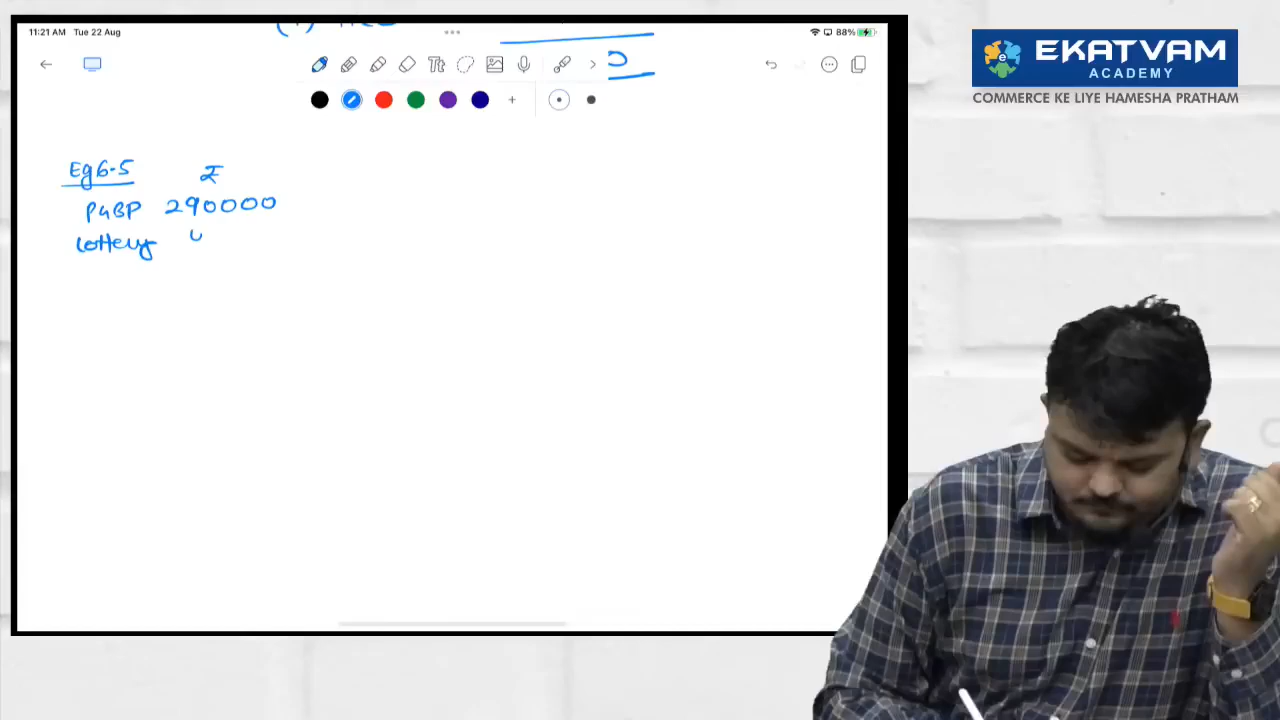 11:21 AM Tue 22 Aug
88%
EKATVAM
ACADEMY
COMMERCE KE LIYE HAMESHA PRATHAM
Tt
Eg 6.5 ₹
PGBP 290000
Lottery